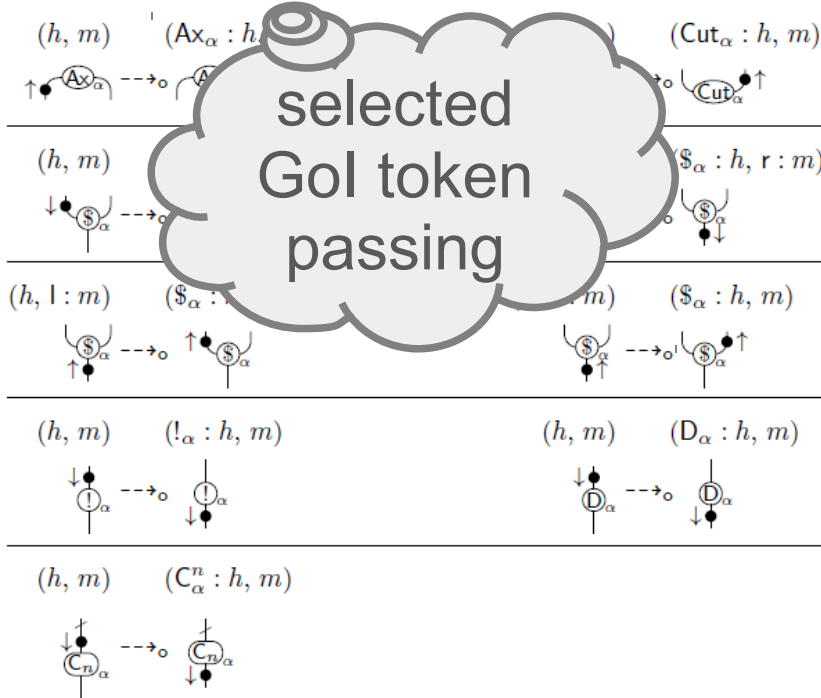 (h, m) (Ax_α : h, ) (Cut_α : h, m)
↑ Ax_α --→o ↑ --→o Cut_α ↑
selected
GoI token
passing
(h, m) ($_α : h, r : m)
↓ $_α --→o $_α ↓
(h, l : m) ($_α : m) ($_α : h, m)
↑ $_α --→o ↑ $_α $_α ↑ --→o $_α ↑
(h, m) (!_α : h, m) (h, m) (D_α : h, m)
↓ !_α --→o !_α ↓ ↓ D_α --→o D_α ↓
(h, m) (C^n_α : h, m)
↓ C_n α --→o C_n α ↓